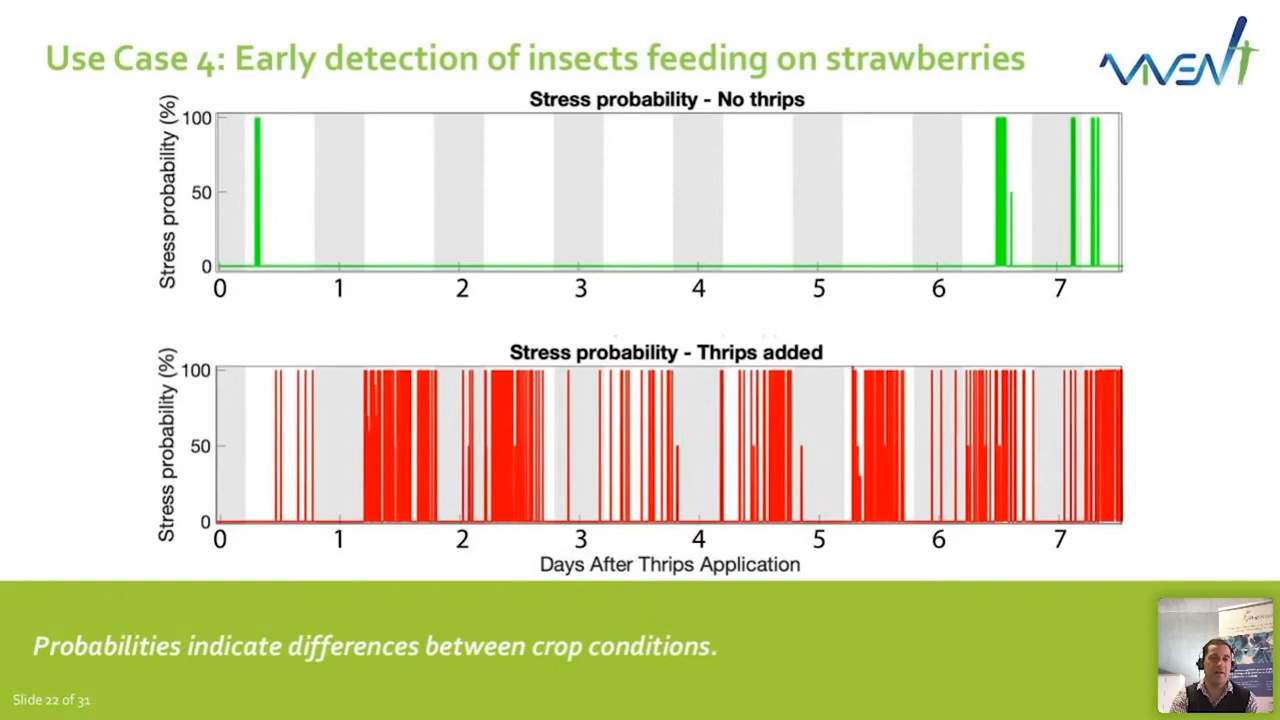 Use Case 4: Early detection of insects feeding on strawberries
VIVENT
Stress probability - No thrips
Stress probability (%)
100
50
0
0 1 2 3 4 5 6 7
Stress probability - Thrips added
Stress probability (%)
100
50
0
0 1 2 3 4 5 6 7
Days After Thrips Application
Probabilities indicate differences between crop conditions.
Slide 22 of 31